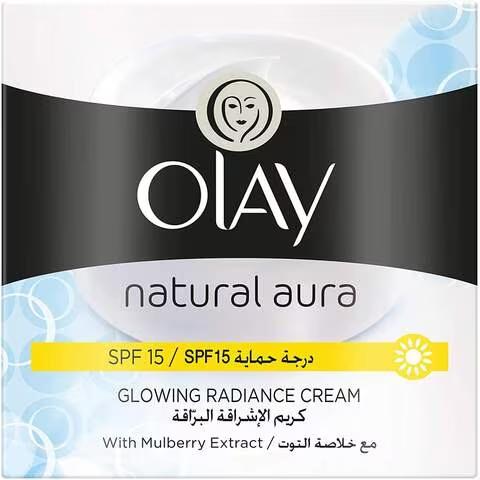 OLAY
natural aura
SPF 15 / SPF15 درجة حماية
GLOWING RADIANCE CREAM
كريم الإشراقة البرّاقة
With Mulberry Extract / مع خلاصة التوت